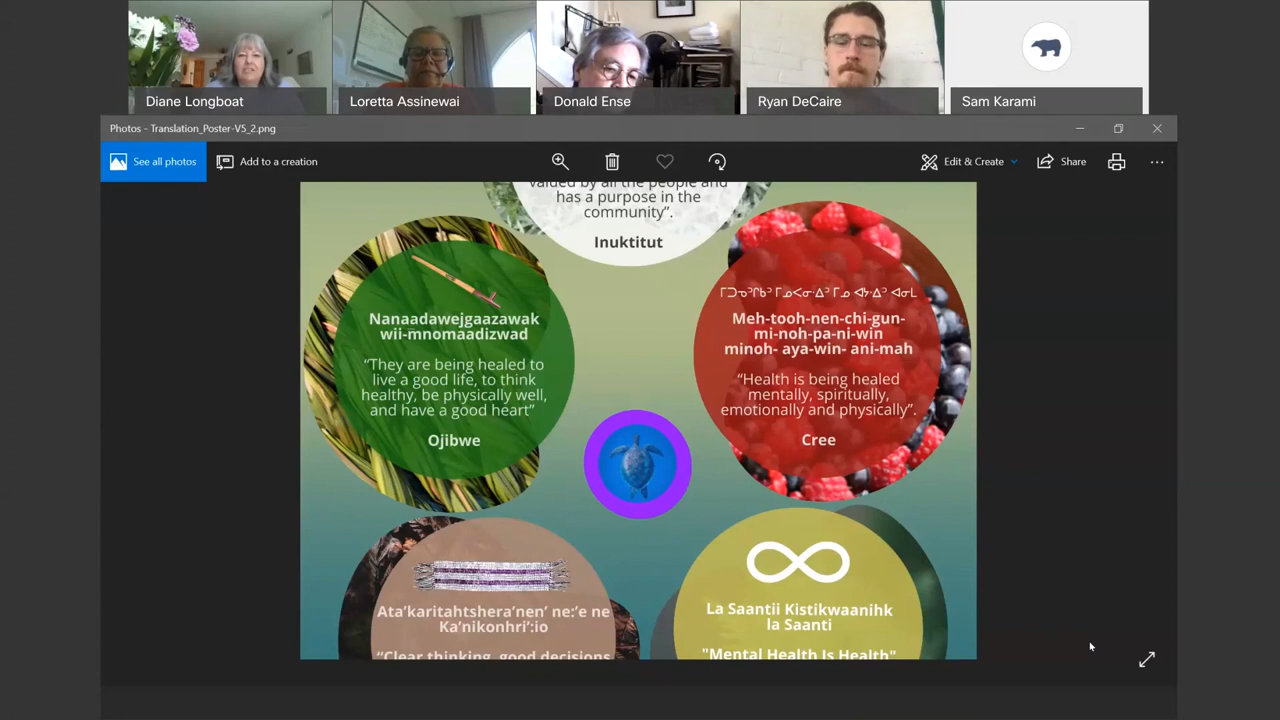 Diane Longboat
Loretta Assinewai
Donald Ense
Ryan DeCaire
Sam Karami
Photos - Translation_Poster-V5_2.png
See all photos
Add to a creation
Edit & Create
Share
valued by all the people and
has a purpose in the
community”.
Inuktitut
Nanaadawejgaazawak
wii-m̄nomaadizwad
“They are being healed to
live a good life, to think
healthy, be physically well,
and have a good heart”
Ojibwe
Meh-tooh-nen-chi-gun-
mi-noh-pa-ni-win
minoh- aya-win- ani-mah
“Health is being healed
mentally, spiritually,
emotionally and physically”.
Cree
Ata’karitahtshera’nen’ ne:’e ne
Ka’nikonhri’:io
“Clear thinking, good decisions
La Saantii Kistikwaanihk
la Saanti
"Mental Health Is Health"